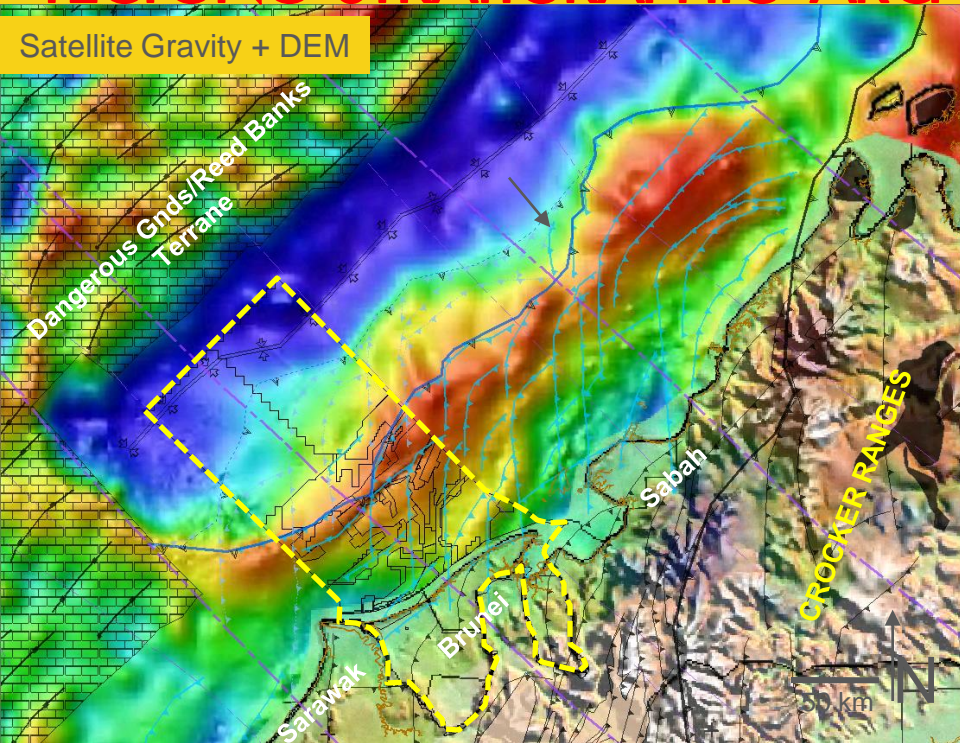 Satellite Gravity + DEM
Dangerous Gnds/Reed Banks
Terrane
CROCKER RANGES
Sabah
Brunei
Sarawak
50 km
N